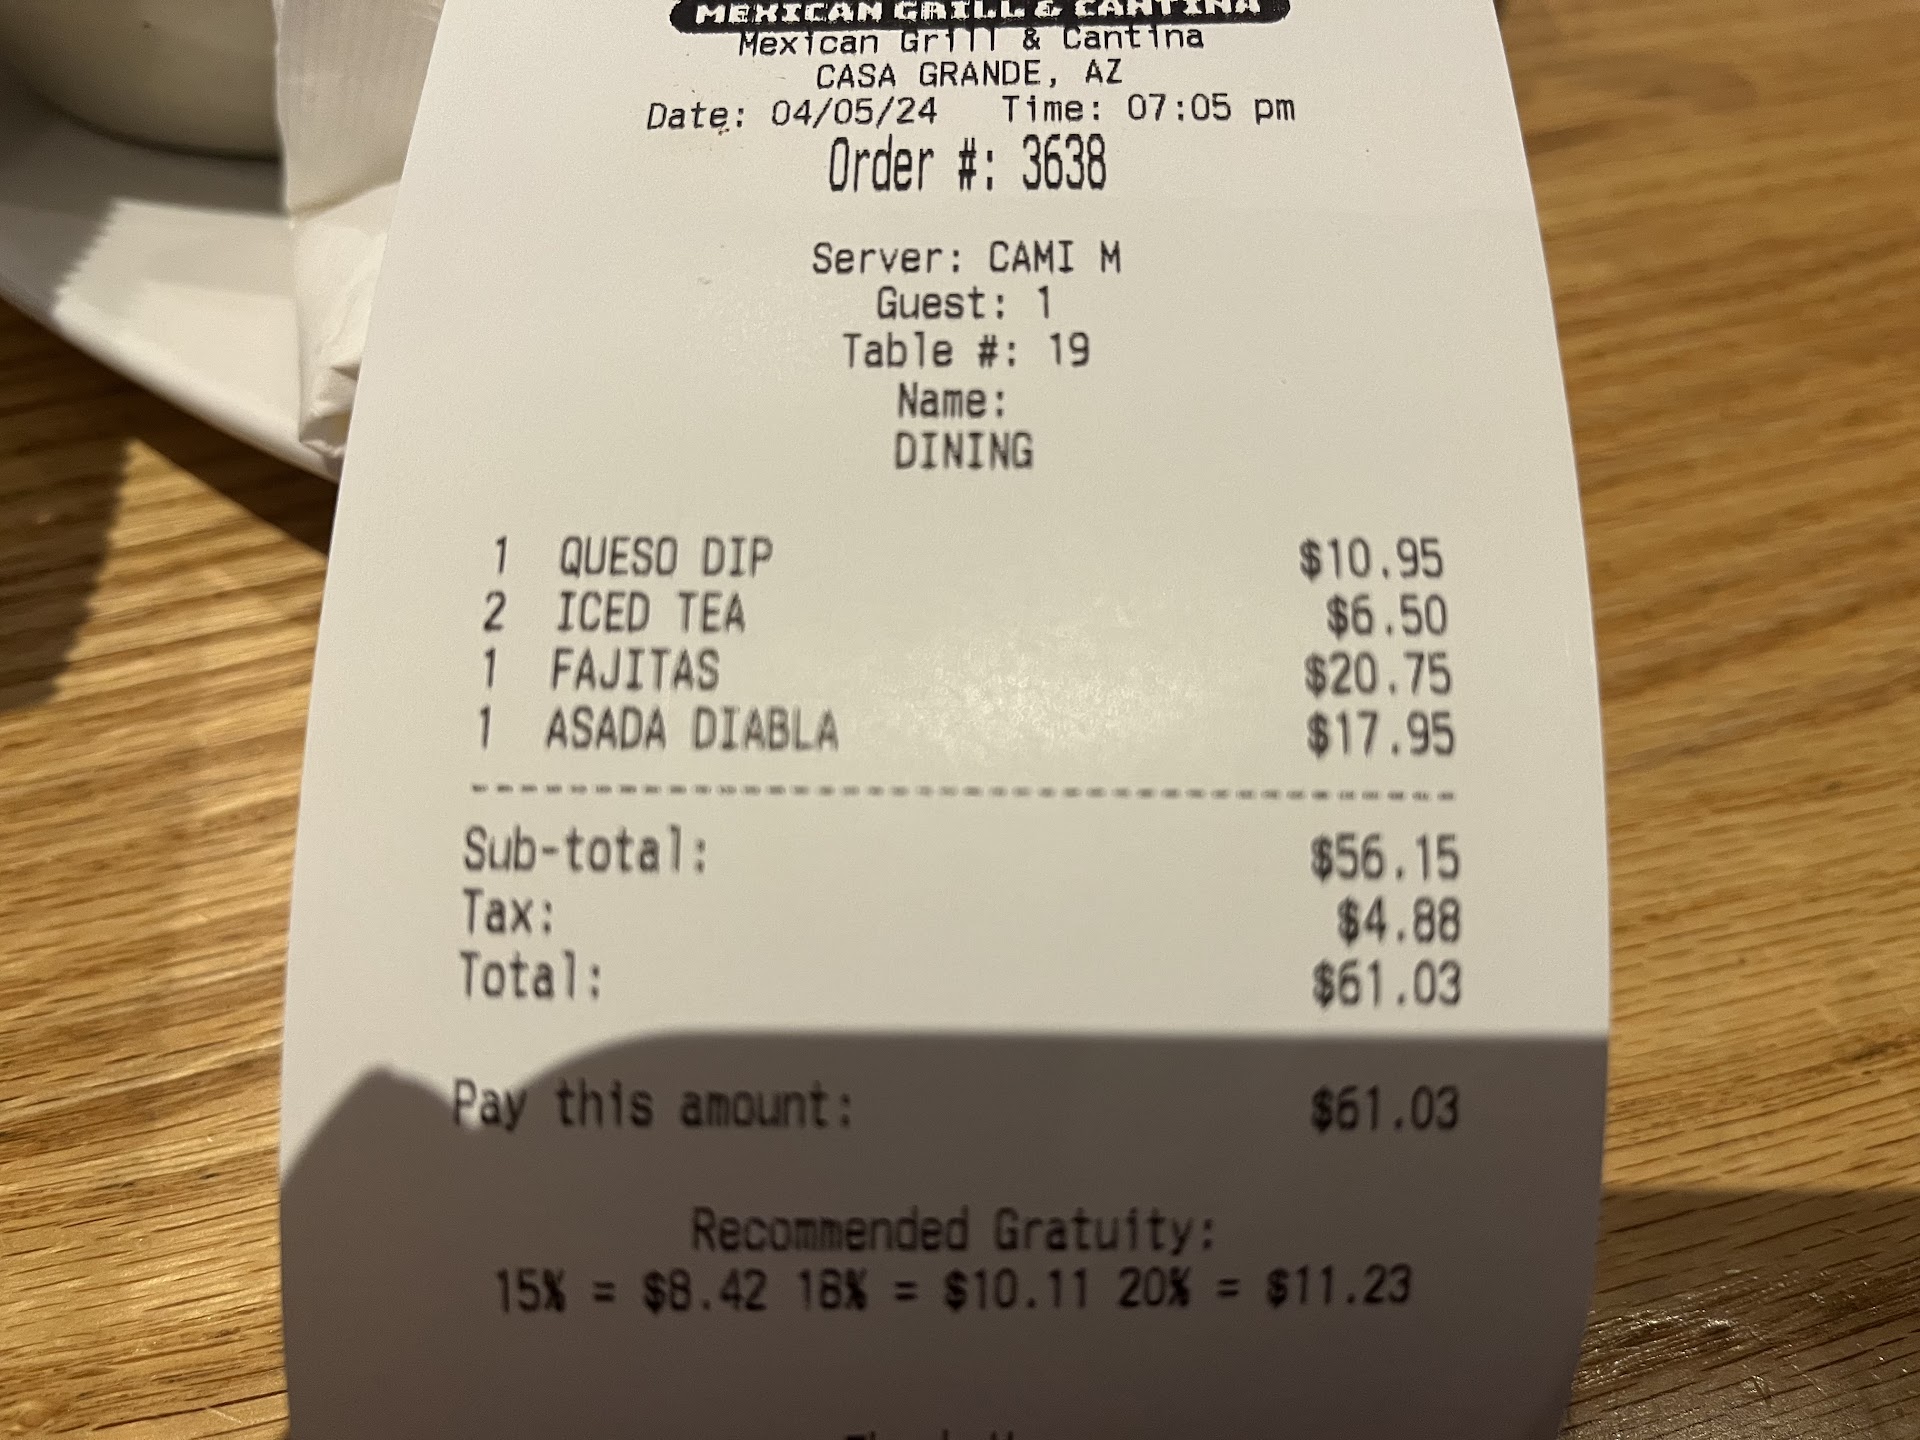 MEXICAN GRILL & CANTINA
Mexican Grill & Cantina
CASA GRANDE, AZ
Date: 04/05/24 Time: 07:05 pm
Order #: 3638
Server: CAMI M
Guest: 1
Table #: 19
Name:
DINING
1 QUESO DIP $10.95
2 ICED TEA $6.50
1 FAJITAS $20.75
1 ASADA DIABLA $17.95
Sub-total: $56.15
Tax: $4.88
Total: $61.03
Pay this amount: $61.03
Recommended Gratuity:
15% = $8.42 18% = $10.11 20% = $11.23